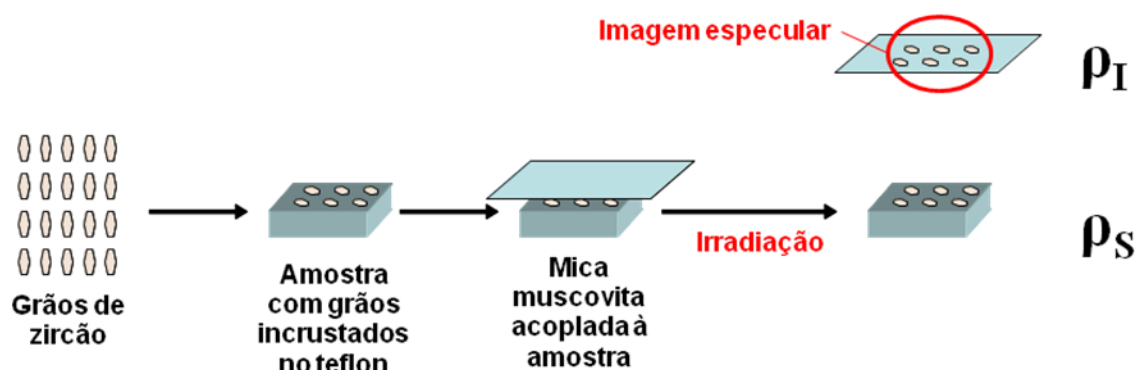 Imagem especular
ρI
Grãos de
zircão
Amostra
com grãos
incrustados
no teflon
Mica
muscovita
acoplada à
amostra
Irradiação
ρS